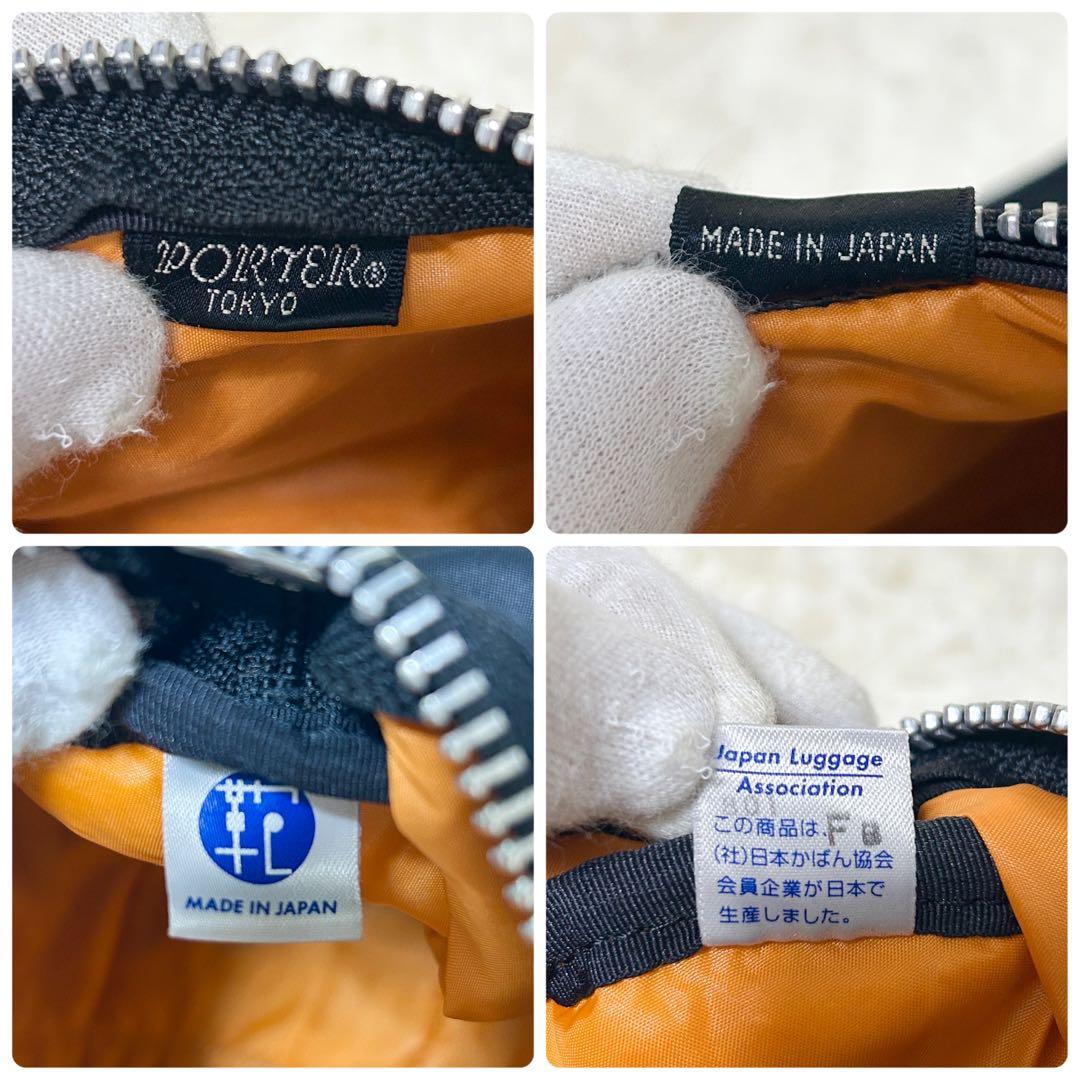 PORTER®
TOKYO
MADE IN JAPAN
MADE IN JAPAN
Japan Luggage
Association
この商品は、
(社)日本かばん協会
会員企業が日本で
生産しました。